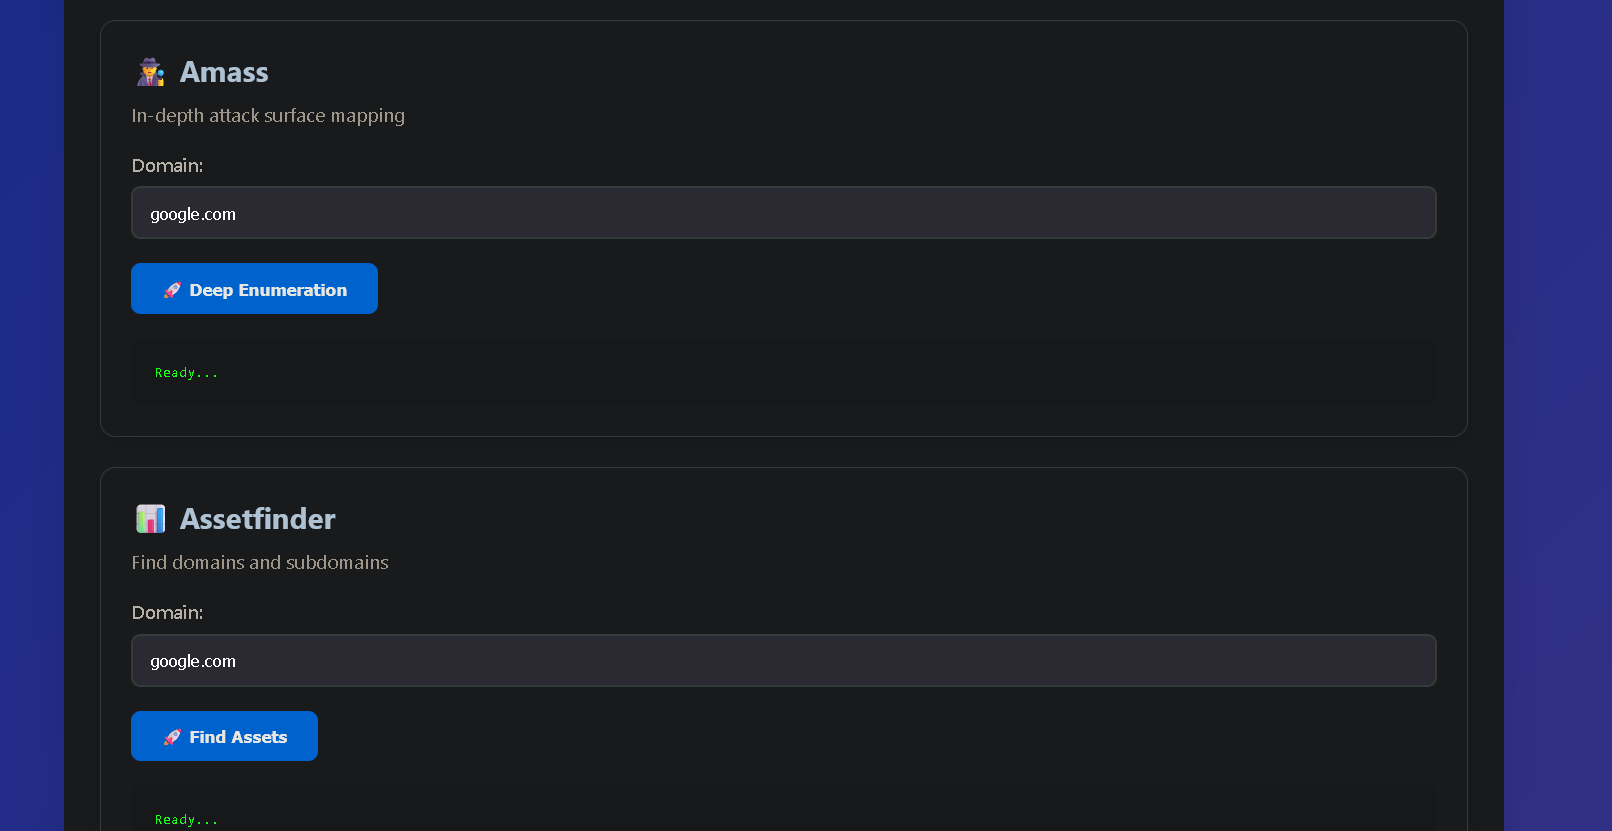 Amass
In-depth attack surface mapping
Domain:
google.com
🚀 Deep Enumeration
Ready...
Assetfinder
Find domains and subdomains
Domain:
google.com
🚀 Find Assets
Ready...